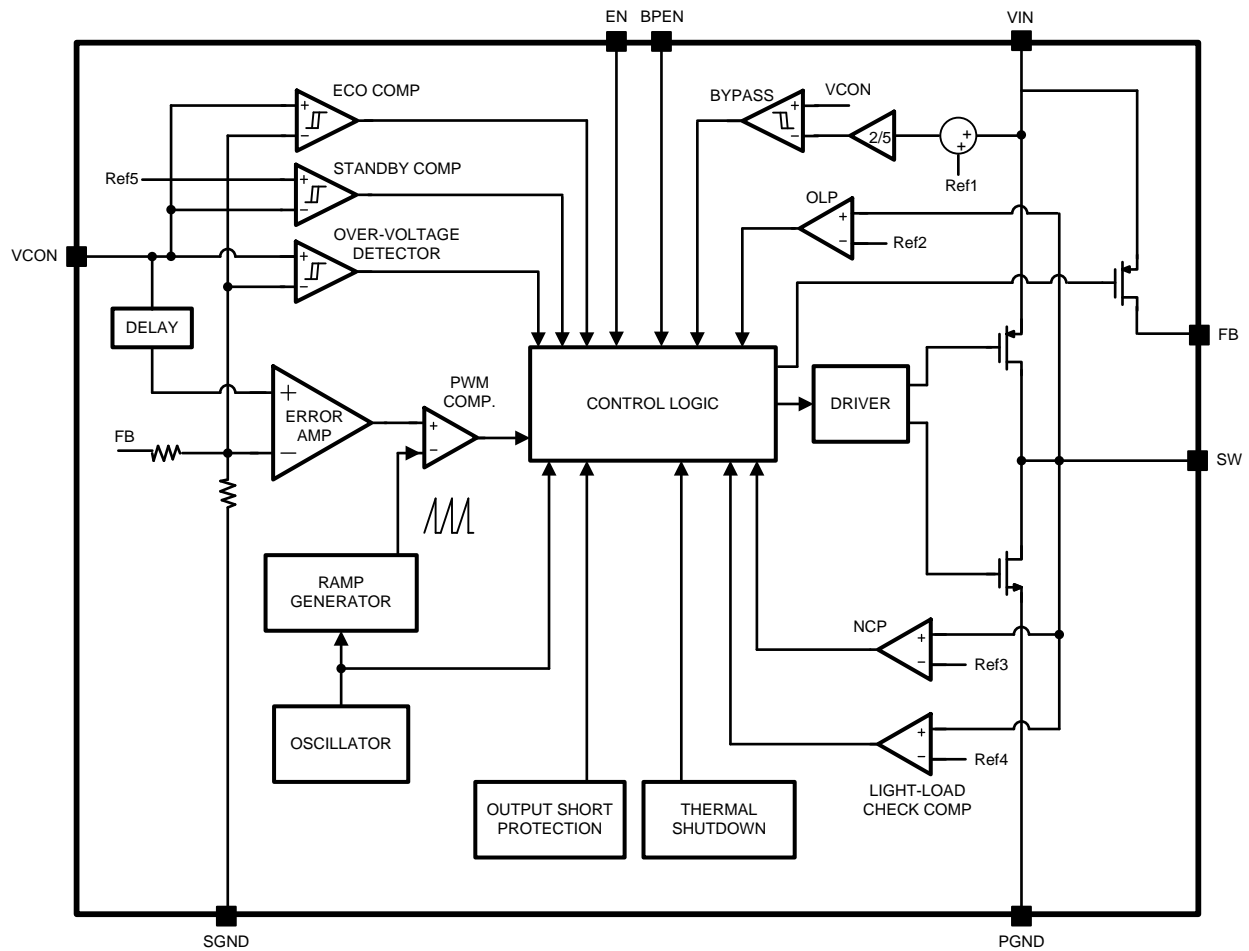 EN BPEN VIN
ECO COMP
+
−
BYPASS
VCON
+
−
2/5
+
+
Ref1
STANDBY COMP
Ref5
+
−
OLP
+
−
Ref2
VCON
OVER-VOLTAGE
DETECTOR
+
−
DELAY
FB
PWM
COMP.
+
−
ERROR
AMP
+
−
CONTROL LOGIC
DRIVER
FB
SW
RAMP
GENERATOR
NCP
+
−
Ref3
OSCILLATOR
+
−
Ref4
LIGHT-LOAD
CHECK COMP
OUTPUT SHORT
PROTECTION
THERMAL
SHUTDOWN
SGND
PGND